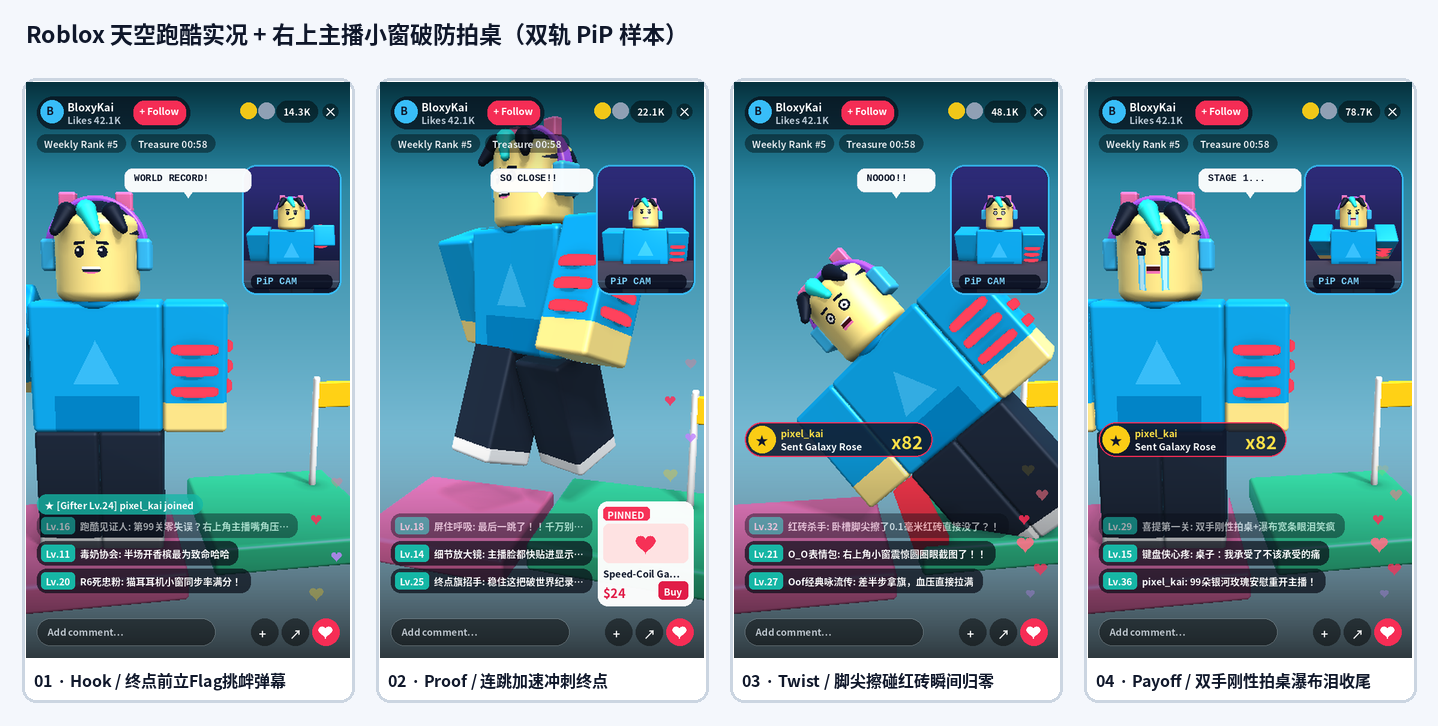 Roblox 天空跑酷实况 + 右上主播小窗破防拍桌（双轨 PiP 样本）
B BloxyKai
Likes 42.1K
+ Follow
14.3K ×
Weekly Rank #5
Treasure 00:58
WORLD RECORD!
PiP CAM
★ [Gifter Lv.24] pixel_kai joined
Lv.16 跑酷见证人: 第99关零失误？右上角主播嘴角压…
Lv.11 毒奶协会: 半场开香槟最为致命哈哈
Lv.20 R6死忠粉: 猫耳耳机小窗同步率满分！
Add comment...
+ ↗
01 · Hook / 终点前立Flag挑衅弹幕
B BloxyKai
Likes 42.1K
+ Follow
22.1K ×
Weekly Rank #5
Treasure 00:58
SO CLOSE!!
PiP CAM
PINNED
Speed-Coil Ga…
$24 Buy
Lv.18 屏住呼吸: 最后一跳了！！千万别…
Lv.14 细节放大镜: 主播脸都快贴进显示…
Lv.25 终点旗招手: 稳住这把破世界纪录…
Add comment...
+ ↗
02 · Proof / 连跳加速冲刺终点
B BloxyKai
Likes 42.1K
+ Follow
48.1K ×
Weekly Rank #5
Treasure 00:58
NOOOO!!
PiP CAM
★ pixel_kai
Sent Galaxy Rose
x82
Lv.32 红砖杀手: 卧槽脚尖擦了0.1毫米红砖直接没了？！
Lv.21 O_O表情包: 右上角小窗震惊圆圈眼截图了！！
Lv.27 Oof经典咏流传: 差半步拿旗，血压直接拉满
Add comment...
+ ↗
03 · Twist / 脚尖擦碰红砖瞬间归零
B BloxyKai
Likes 42.1K
+ Follow
78.7K ×
Weekly Rank #5
Treasure 00:58
STAGE 1...
PiP CAM
★ pixel_kai
Sent Galaxy Rose
x82
Lv.29 喜提第一关: 双手刚性拍桌+瀑布宽条眼泪笑疯
Lv.15 键盘侠心疼: 桌子：我承受了不该承受的痛
Lv.36 pixel_kai: 99朵银河玫瑰安慰重开主播！
Add comment...
+ ↗
04 · Payoff / 双手刚性拍桌瀑布泪收尾